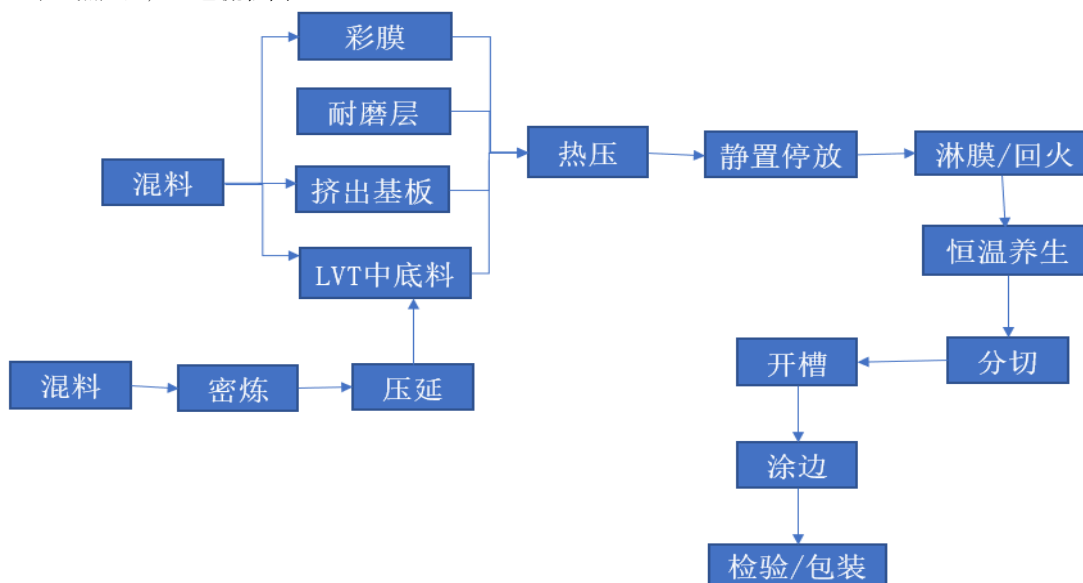 彩膜
耐磨层
混料
挤出基板
LVT中底料
热压
静置停放
淋膜/回火
恒温养生
混料
密炼
压延
开槽
分切
涂边
检验/包装